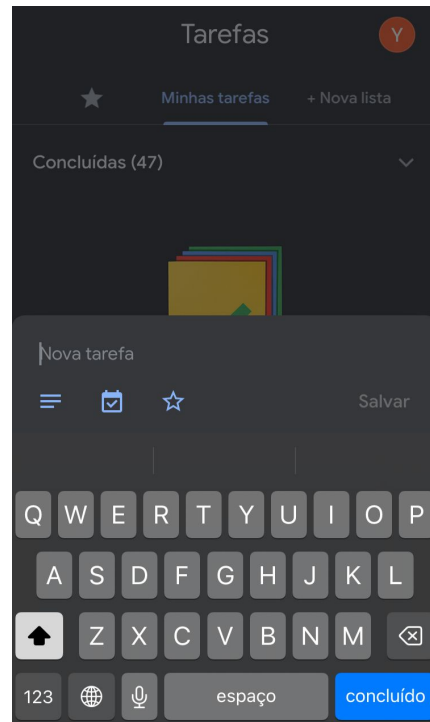 Tarefas
Y
Minhas tarefas
+ Nova lista
Concluídas (47)
Nova tarefa
Salvar
Q W E R T Y U I O P
A S D F G H J K L
Z X C V B N M
123 espaço concluído